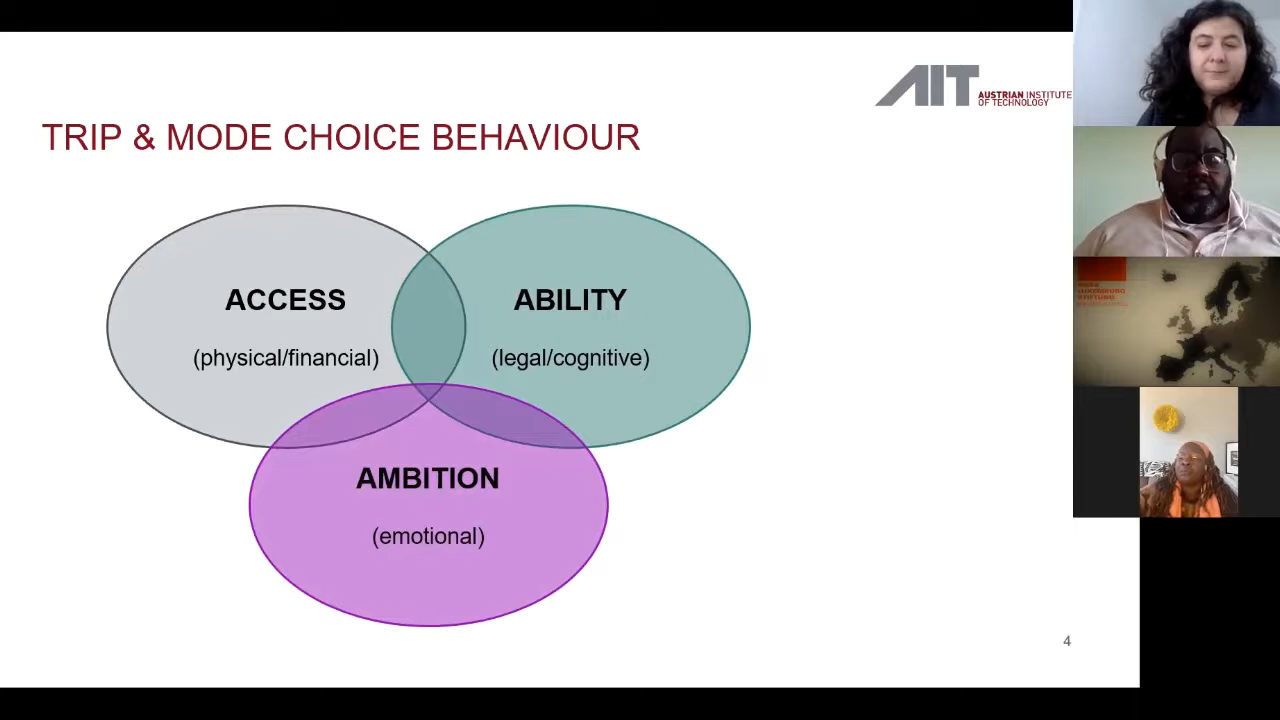 AIT
AUSTRIAN INSTITUTE
OF TECHNOLOGY
TRIP & MODE CHOICE BEHAVIOUR
ACCESS
(physical/financial)
ABILITY
(legal/cognitive)
AMBITION
(emotional)
4